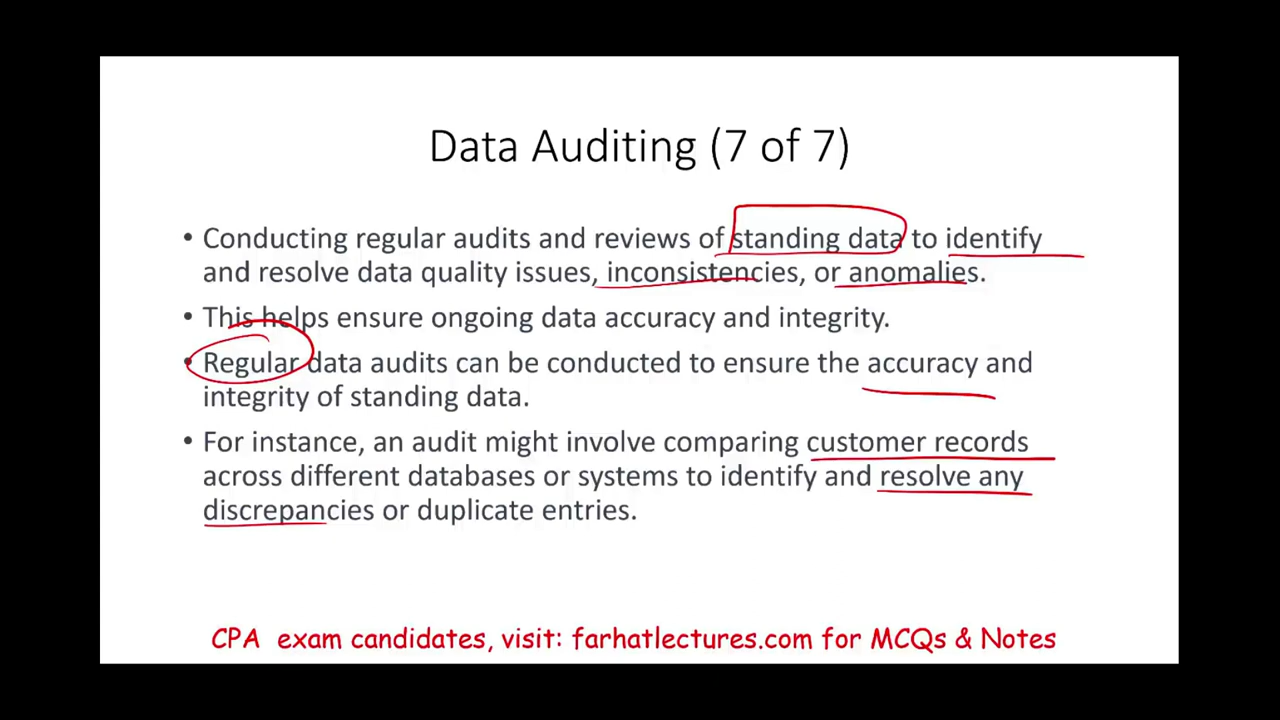 Data Auditing (7 of 7)
• Conducting regular audits and reviews of standing data to identify
and resolve data quality issues, inconsistencies, or anomalies.
• This helps ensure ongoing data accuracy and integrity.
• Regular data audits can be conducted to ensure the accuracy and
integrity of standing data.
• For instance, an audit might involve comparing customer records
across different databases or systems to identify and resolve any
discrepancies or duplicate entries.
CPA exam candidates, visit: farhatlectures.com for MCQs & Notes